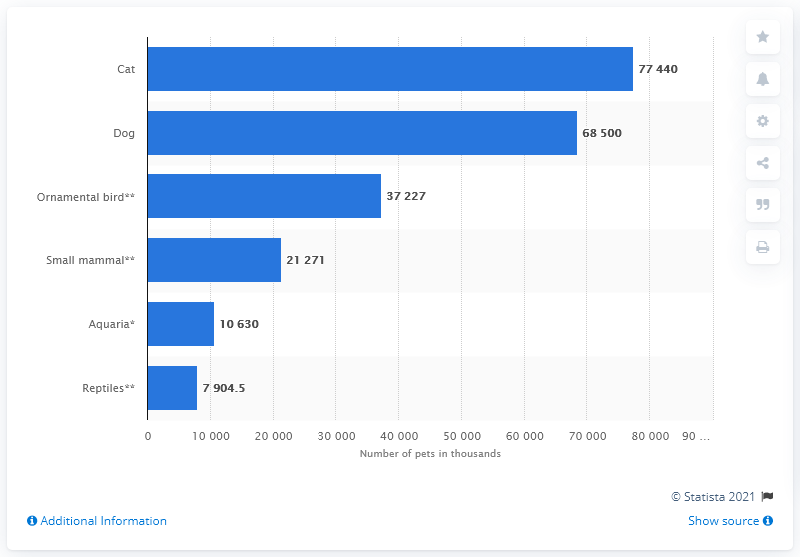 Cat 77 440
Dog 68 500
Ornamental bird** 37 227
Small mammal** 21 271
Aquaria* 10 630
Reptiles** 7 904.5
0 10 000 20 000 30 000 40 000 50 000 60 000 70 000 80 000 90 ...
Number of pets in thousands
© Statista 2021
Additional Information Show source